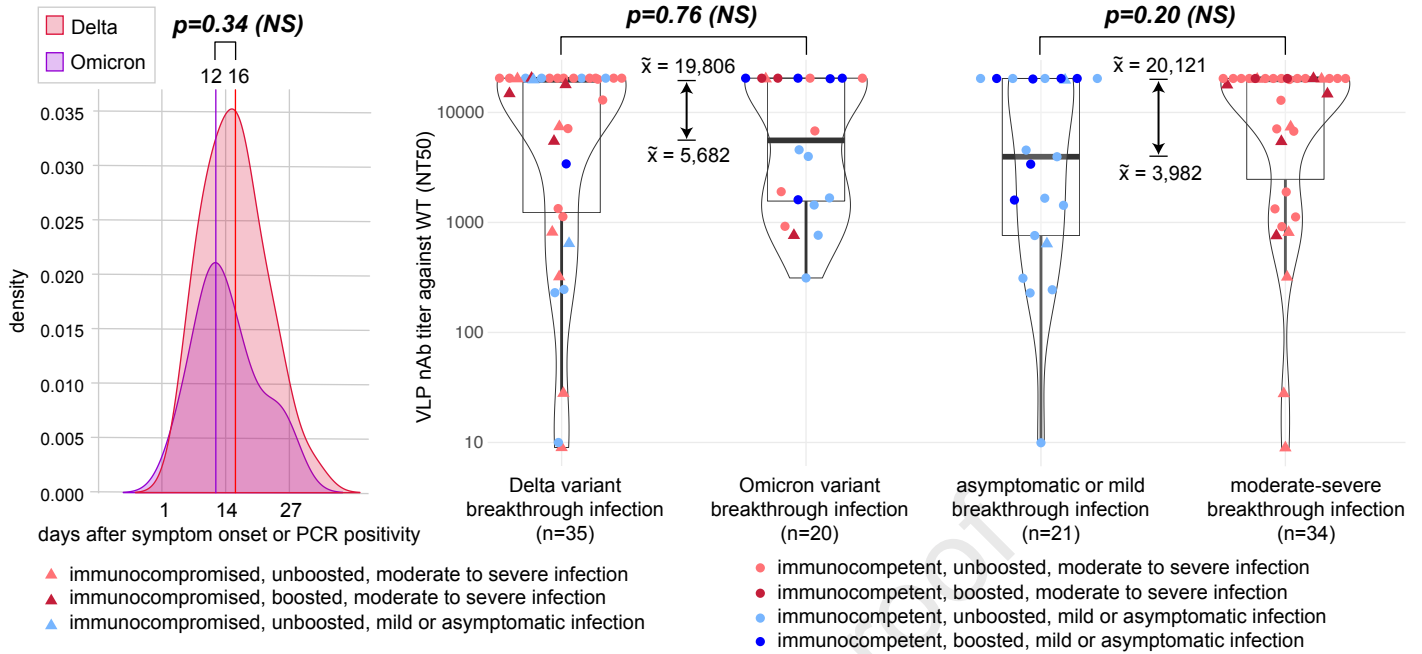 Delta
Omicron
p=0.34 (NS)
12 16
0.035
0.030
0.025
0.020
0.015
0.010
0.005
0.000
density
1 14 27
days after symptom onset or PCR positivity
p=0.76 (NS)
x̃ = 19,806
x̃ = 5,682
p=0.20 (NS)
x̃ = 20,121
x̃ = 3,982
VLP nAb titer against WT (NT50)
10000
1000
100
10
Delta variant
breakthrough infection
(n=35)
Omicron variant
breakthrough infection
(n=20)
asymptomatic or mild
breakthrough infection
(n=21)
moderate-severe
breakthrough infection
(n=34)
immunocompromised, unboosted, moderate to severe infection
immunocompromised, boosted, moderate to severe infection
immunocompromised, unboosted, mild or asymptomatic infection
immunocompetent, unboosted, moderate to severe infection
immunocompetent, boosted, moderate to severe infection
immunocompetent, unboosted, mild or asymptomatic infection
immunocompetent, boosted, mild or asymptomatic infection